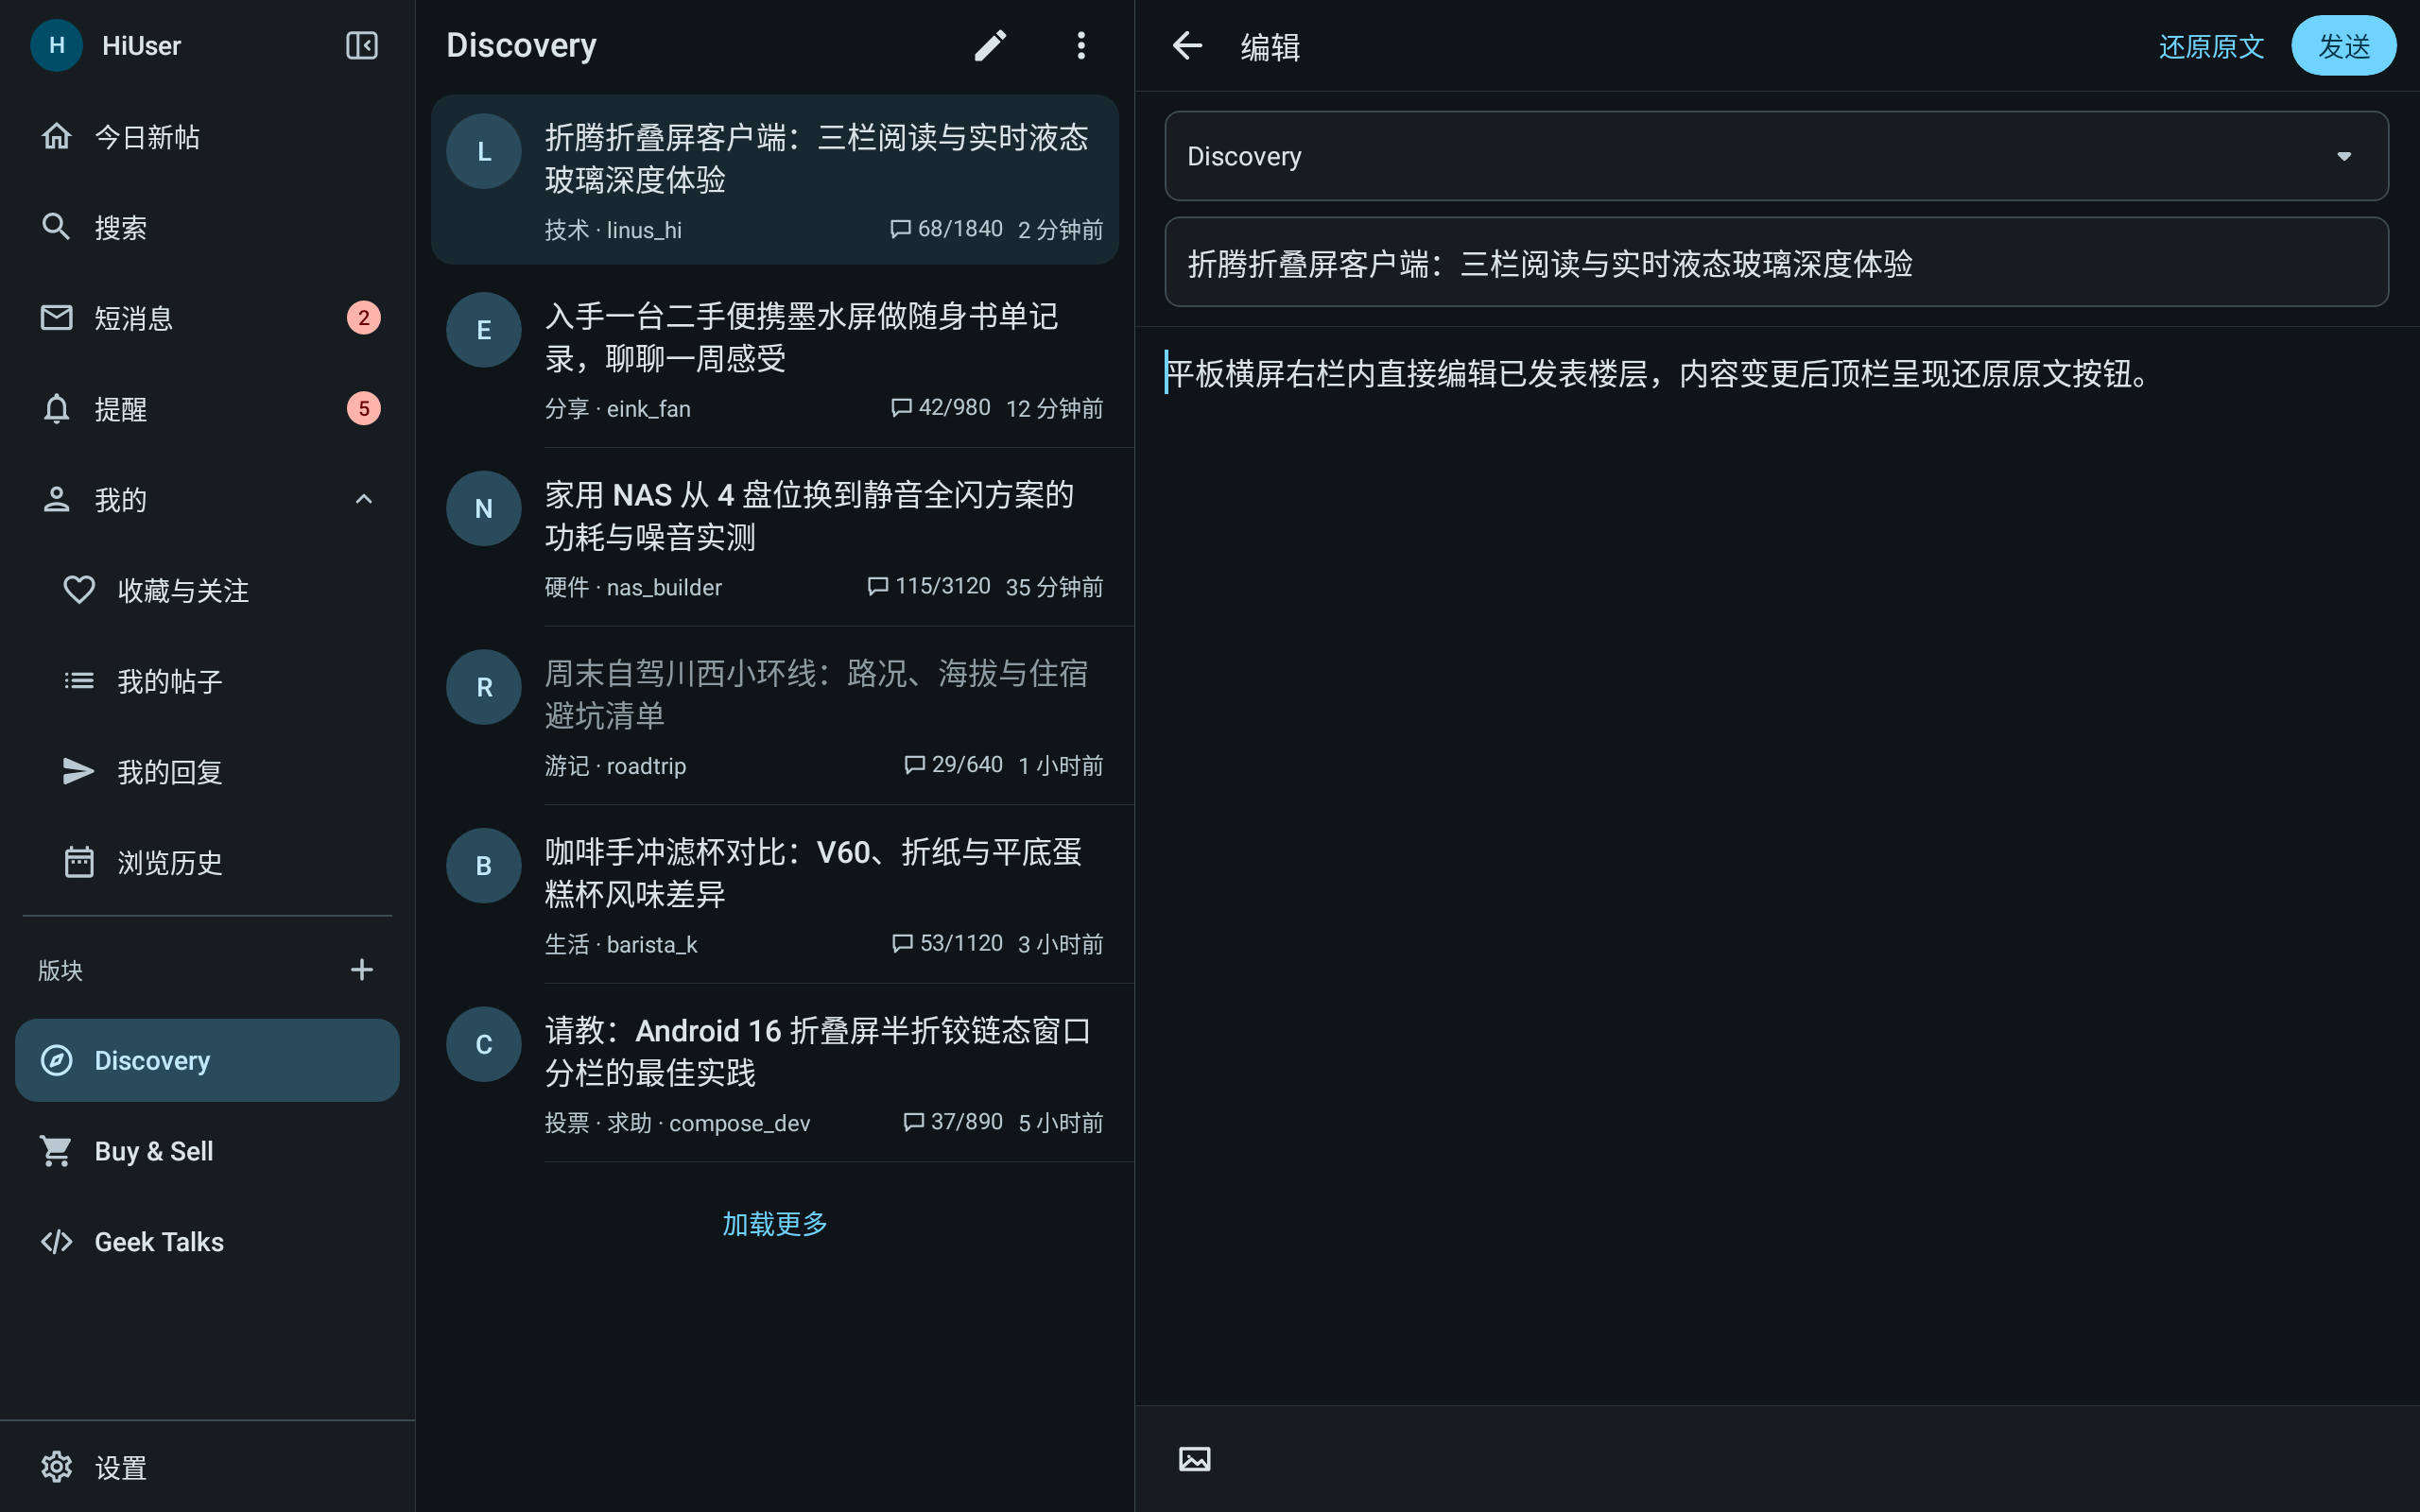 H
HiUser
今日新帖
搜索
短消息
2
提醒
5
我的
收藏与关注
我的帖子
我的回复
浏览历史
版块
Discovery
Buy & Sell
Geek Talks
设置
Discovery
L
折腾折叠屏客户端：三栏阅读与实时液态
玻璃深度体验
技术 · linus_hi
68/1840 2 分钟前
E
入手一台二手便携墨水屏做随身书单记
录，聊聊一周感受
分享 · eink_fan
42/980 12 分钟前
N
家用 NAS 从 4 盘位换到静音全闪方案的
功耗与噪音实测
硬件 · nas_builder
115/3120 35 分钟前
R
周末自驾川西小环线：路况、海拔与住宿
避坑清单
游记 · roadtrip
29/640 1 小时前
B
咖啡手冲滤杯对比：V60、折纸与平底蛋
糕杯风味差异
生活 · barista_k
53/1120 3 小时前
C
请教：Android 16 折叠屏半折铰链态窗口
分栏的最佳实践
投票 · 求助 · compose_dev
37/890 5 小时前
加载更多
编辑
还原原文
发送
Discovery
折腾折叠屏客户端：三栏阅读与实时液态玻璃深度体验
平板横屏右栏内直接编辑已发表楼层，内容变更后顶栏呈现还原原文按钮。